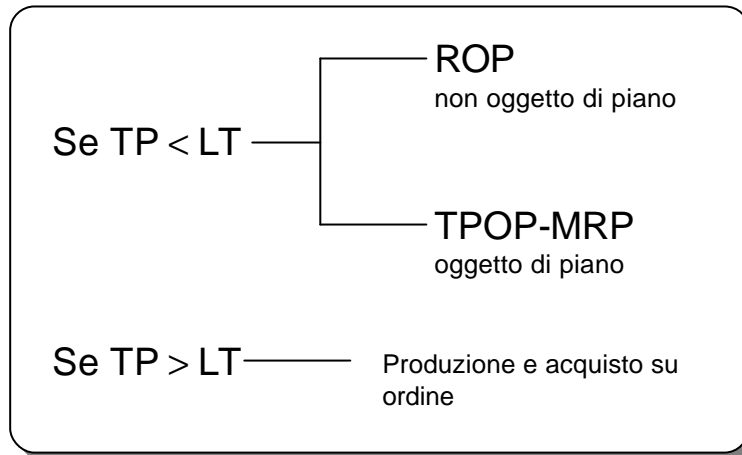 ROP
non oggetto di piano
Se TP < LT
TPOP-MRP
oggetto di piano
Se TP > LT
Produzione e acquisto su
ordine